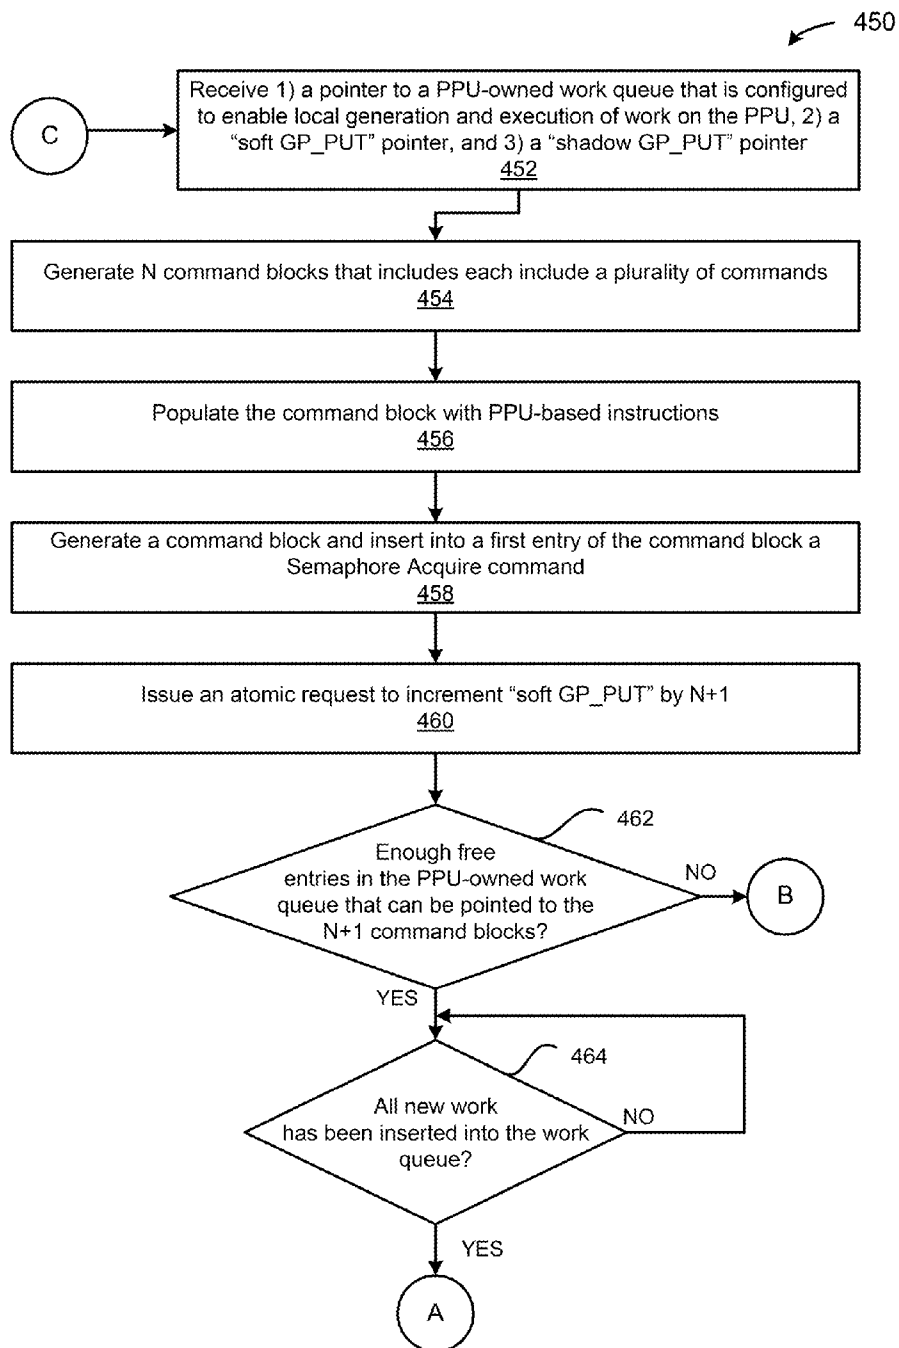 450
C
Receive 1) a pointer to a PPU-owned work queue that is configured
to enable local generation and execution of work on the PPU, 2) a
“soft GP_PUT” pointer, and 3) a “shadow GP_PUT” pointer
452
Generate N command blocks that includes each include a plurality of commands
454
Populate the command block with PPU-based instructions
456
Generate a command block and insert into a first entry of the command block a
Semaphore Acquire command
458
Issue an atomic request to increment “soft GP_PUT” by N+1
460
462
Enough free
entries in the PPU-owned work
queue that can be pointed to the
N+1 command blocks?
NO
B
YES
464
All new work
has been inserted into the work
queue?
NO
YES
A